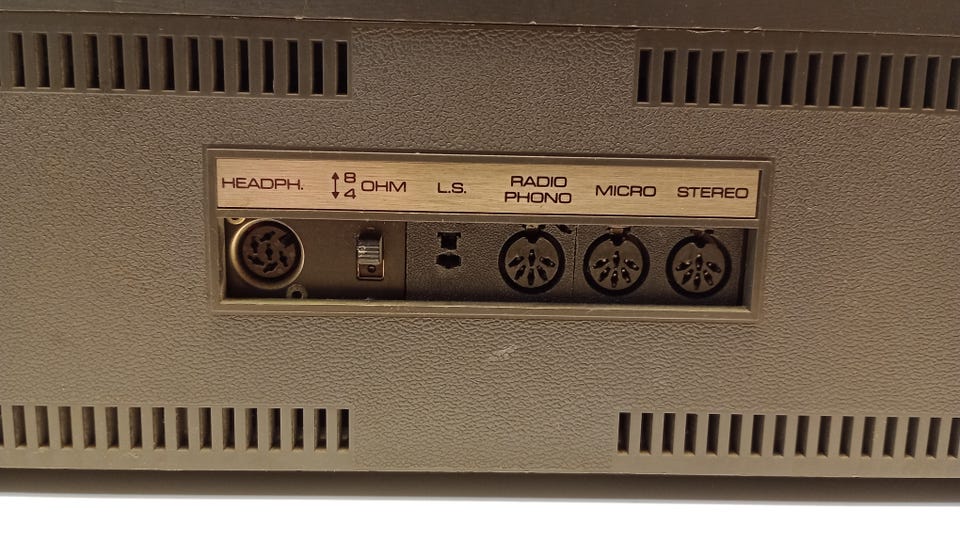 HEADPH.
↕ 8
4 OHM
L.S.
RADIO
PHONO
MICRO
STEREO